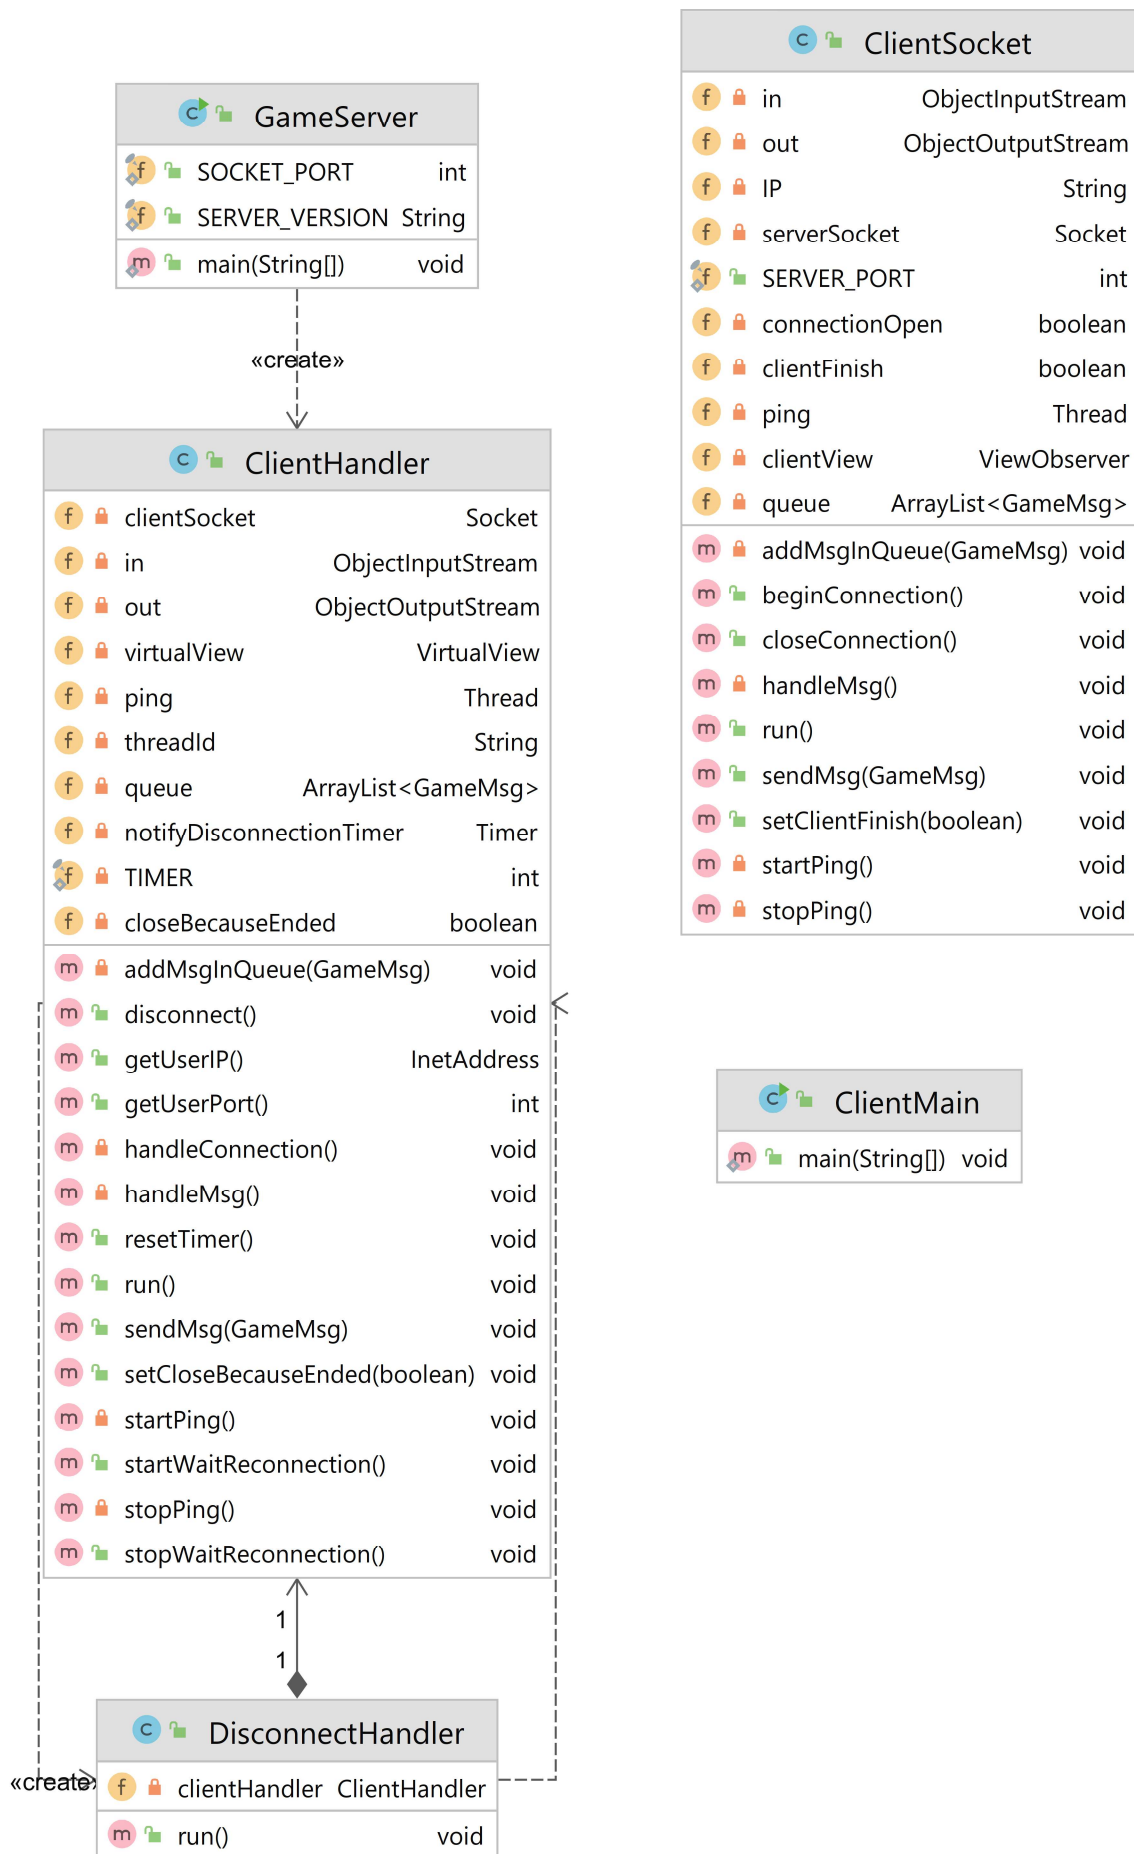 GameServer
SOCKET_PORT int
SERVER_VERSION String
main(String[]) void
«create»
ClientHandler
clientSocket Socket
in ObjectInputStream
out ObjectOutputStream
virtualView VirtualView
ping Thread
threadId String
queue ArrayList<GameMsg>
notifyDisconnectionTimer Timer
TIMER int
closeBecauseEnded boolean
addMsgInQueue(GameMsg) void
disconnect() void
getUserIP() InetAddress
getUserPort() int
handleConnection() void
handleMsg() void
resetTimer() void
run() void
sendMsg(GameMsg) void
setCloseBecauseEnded(boolean) void
startPing() void
startWaitReconnection() void
stopPing() void
stopWaitReconnection() void
1
1
DisconnectHandler
«create»
clientHandler ClientHandler
run() void
ClientSocket
in ObjectInputStream
out ObjectOutputStream
IP String
serverSocket Socket
SERVER_PORT int
connectionOpen boolean
clientFinish boolean
ping Thread
clientView ViewObserver
queue ArrayList<GameMsg>
addMsgInQueue(GameMsg) void
beginConnection() void
closeConnection() void
handleMsg() void
run() void
sendMsg(GameMsg) void
setClientFinish(boolean) void
startPing() void
stopPing() void
ClientMain
main(String[]) void